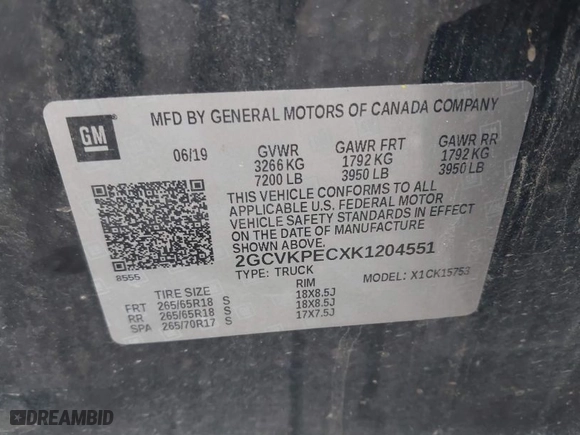 MFD BY GENERAL MOTORS OF CANADA COMPANY
GM
06/19 GVWR GAWR FRT GAWR RR
3266 KG 1792 KG 1792 KG
7200 LB 3950 LB 3950 LB
THIS VEHICLE CONFORMS TO ALL
APPLICABLE U.S. FEDERAL MOTOR
VEHICLE SAFETY STANDARDS IN EFFECT
ON THE DATE OF MANUFACTURE
SHOWN ABOVE.
2GCVKPECXK1204551
8555
TYPE: TRUCK MODEL: X1CK15753
TIRE SIZE RIM
FRT 265/65R18 S 18X8.5J
RR 265/65R18 S 18X8.5J
SPA 265/70R17 S 17X7.5J
DREAMBID